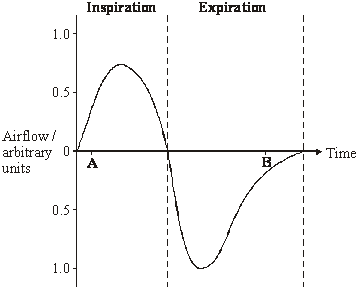 Inspiration Expiration
1.0
0.5
Airflow /
arbitrary
units
0
A
B
Time
0.5
1.0